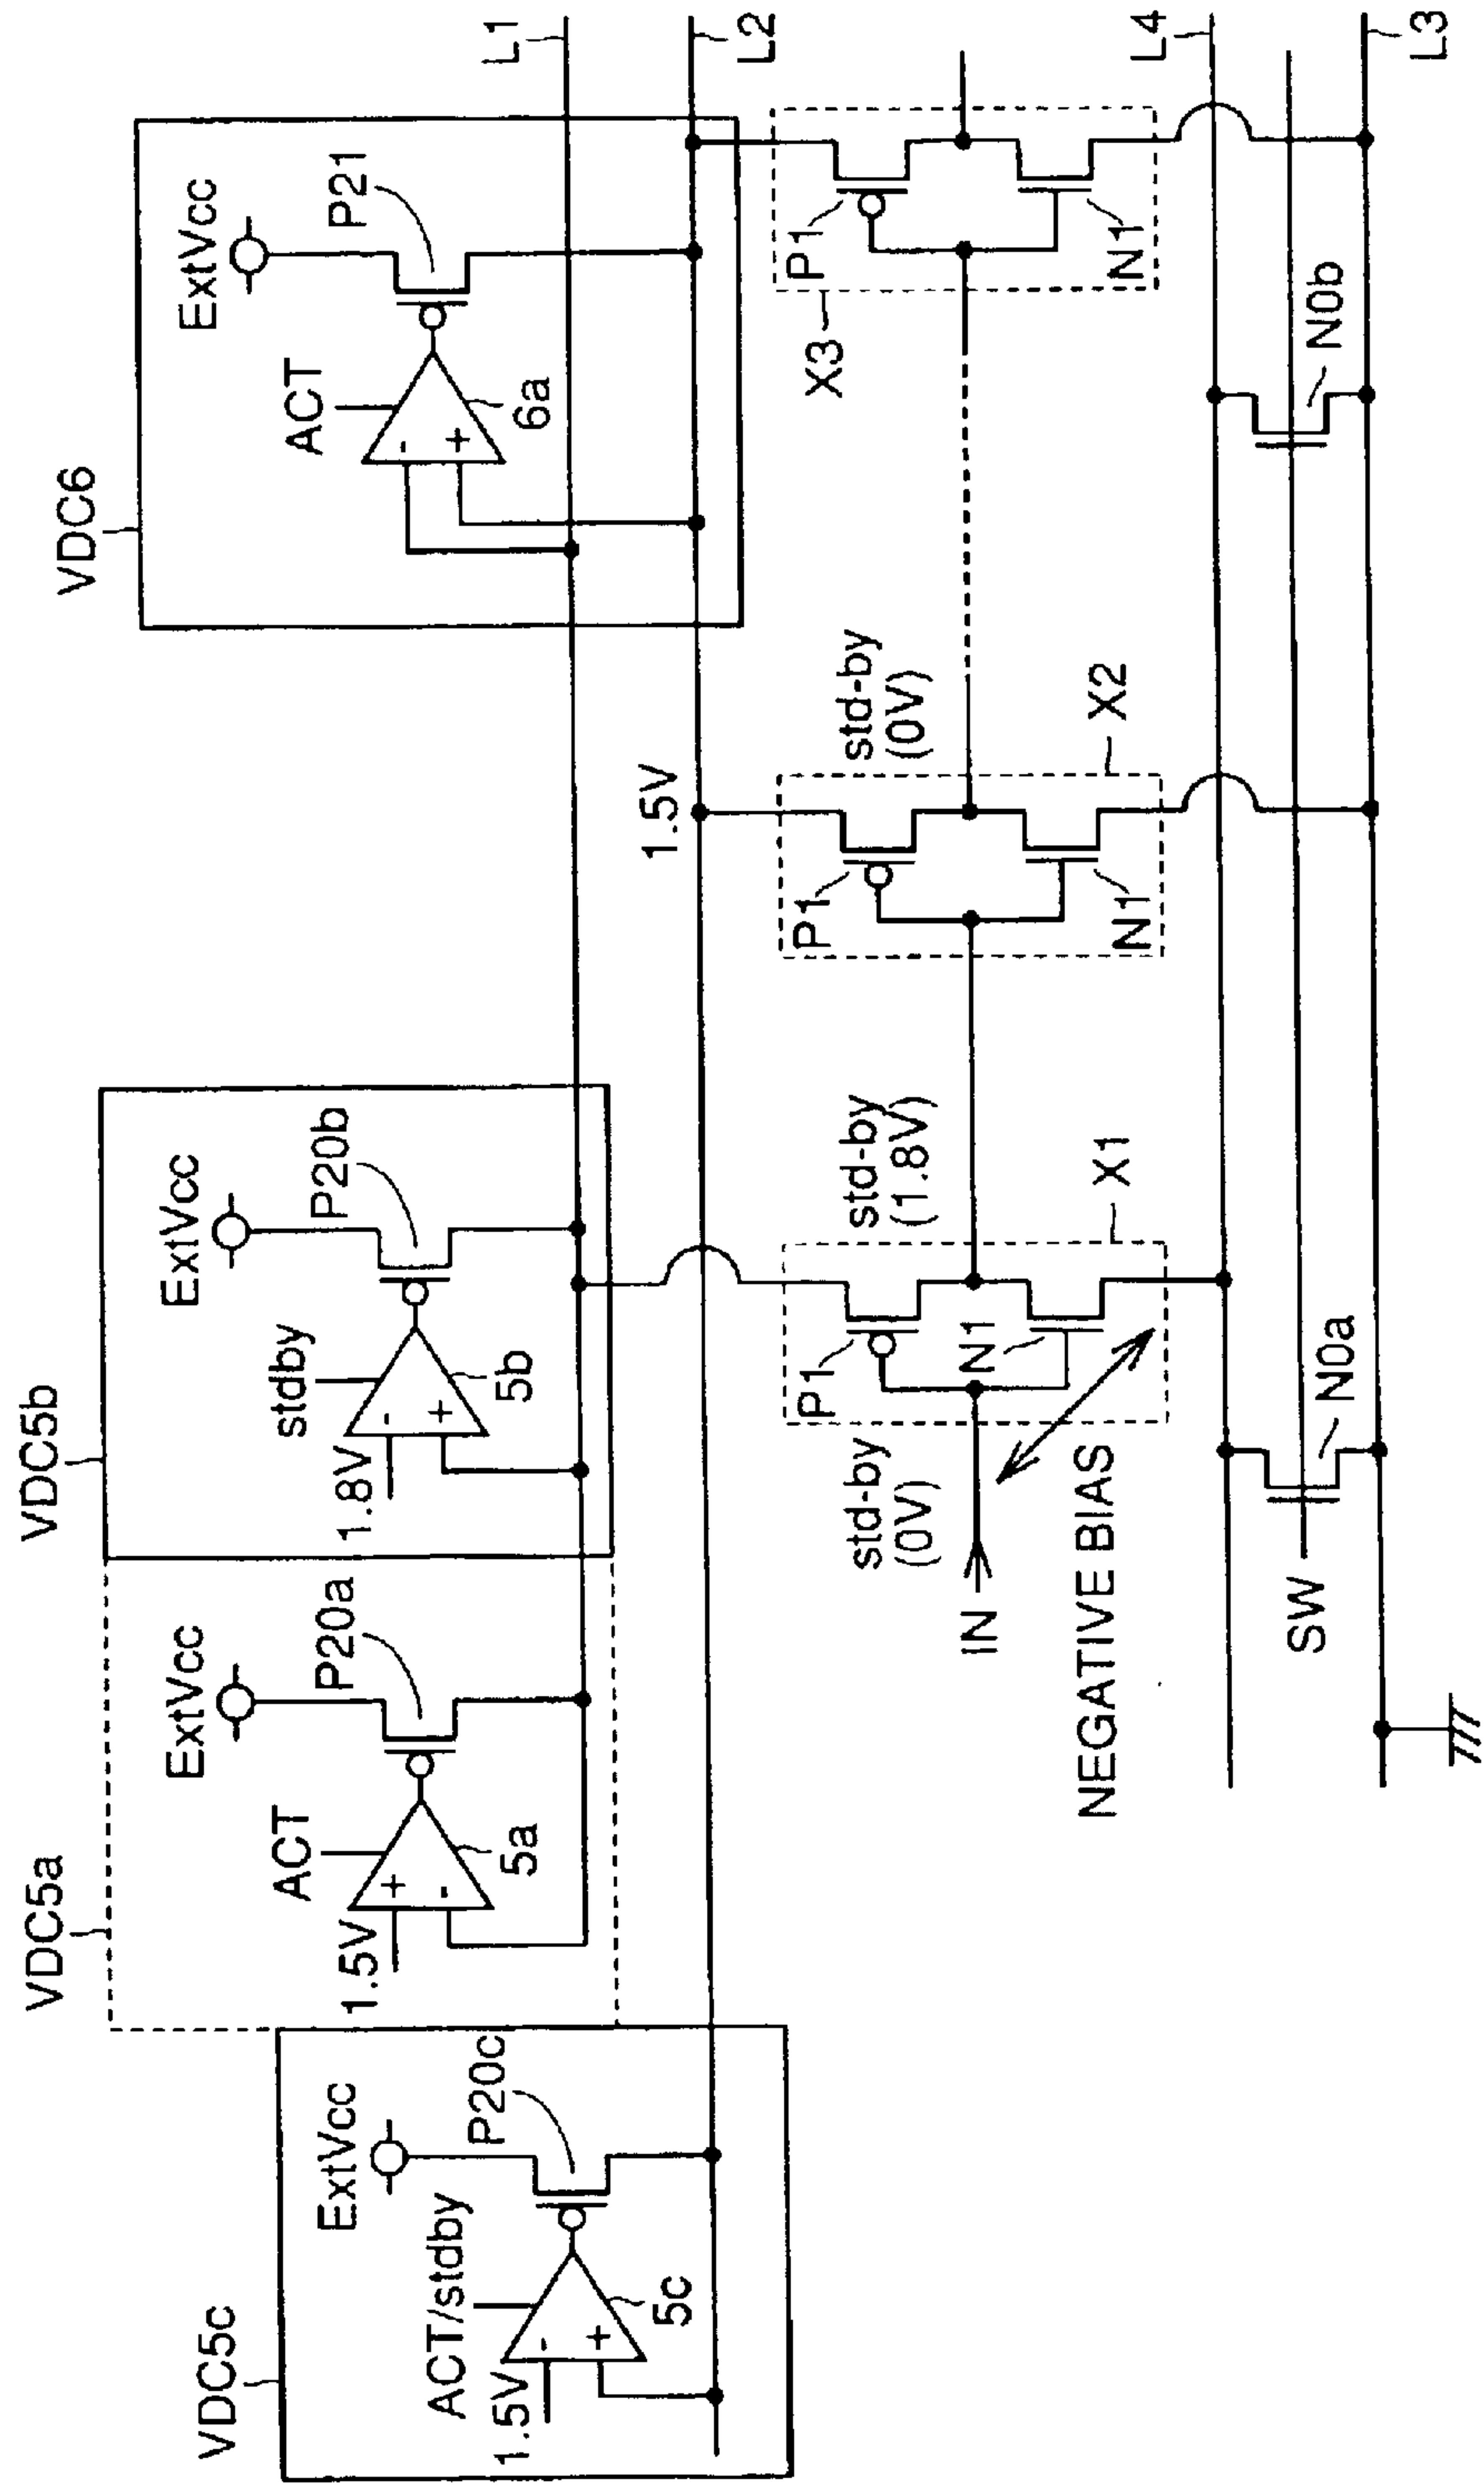 VDC5c
ExtVcc
P20c
ACT/stdby
1.5V
-
+
5c
VDC5a
ExtVcc
P20a
ACT
1.5V
+
-
5a
VDC5b
ExtVcc
P20b
stdby
1.8V
-
+
5b
VDC6
ExtVcc
P21
ACT
-
+
6a
L1
L2
1.5V
std-by
(0V)
IN
NEGATIVE BIAS
P1
N1
X1
std-by
(1.8V)
P1
N1
X2
std-by
(0V)
X3
P1
N1
L4
SW
N0a
N0b
L3